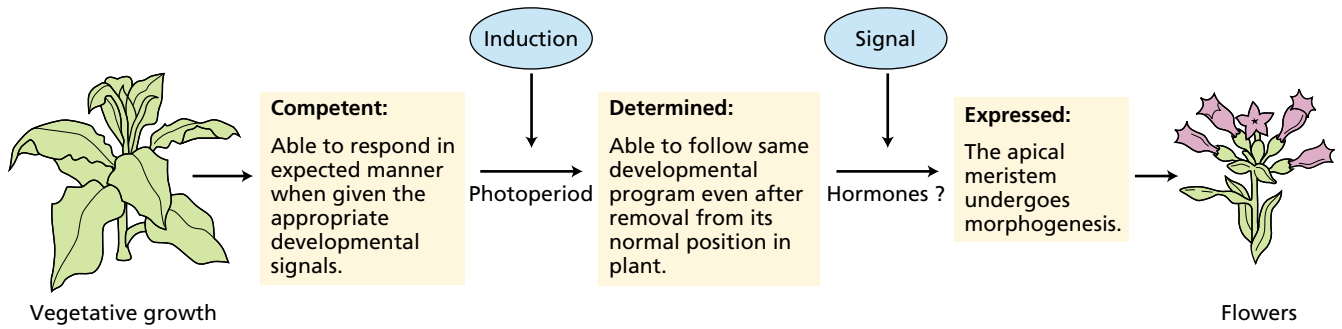 Induction
Signal
Competent:
Able to respond in
expected manner
when given the
appropriate
developmental
signals.
Photoperiod
Determined:
Able to follow same
developmental
program even after
removal from its
normal position in
plant.
Hormones ?
Expressed:
The apical
meristem
undergoes
morphogenesis.
Vegetative growth
Flowers